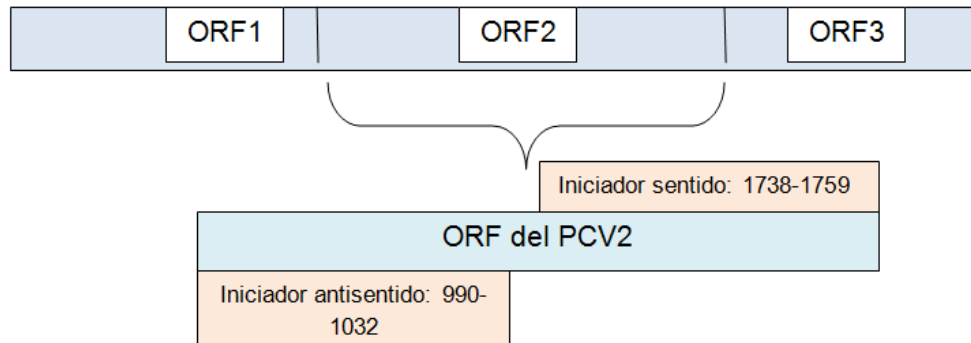 ORF1
ORF2
ORF3
Iniciador sentido: 1738-1759
ORF del PCV2
Iniciador antisentido: 990-
1032